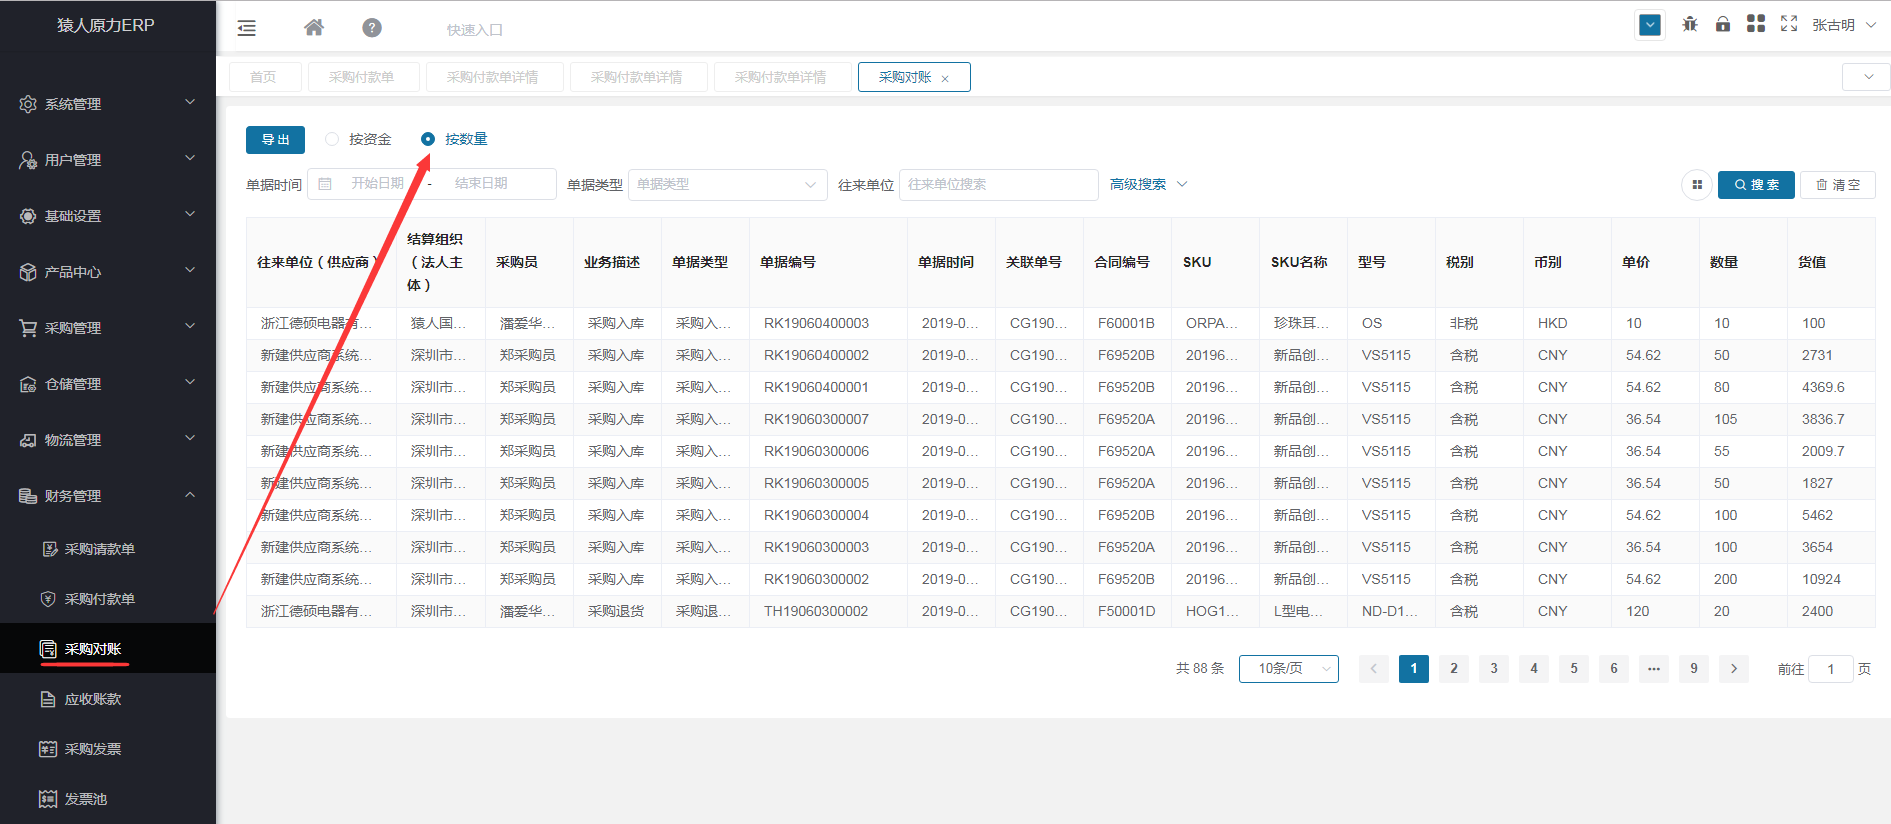 猿人原力ERP
快速入口
张古明
首页
采购付款单
采购付款单详情
采购付款单详情
采购付款单详情
采购对账
系统管理
用户管理
基础设置
产品中心
采购管理
仓储管理
物流管理
财务管理
采购请款单
采购付款单
采购对账
应收账款
采购发票
发票池
导出 按资金 按数量
单据时间 开始日期 - 结束日期 单据类型 单据类型 往来单位 往来单位搜索 高级搜索 搜索 清空
往来单位（供应商） 结算组织（法人主体） 采购员 业务描述 单据类型 单据编号 单据时间 关联单号 合同编号 SKU SKU名称 型号 税别 币别 单价 数量 货值
浙江德硕电器有... 猿人国... 潘爱华... 采购入库 采购入... RK19060400003 2019-0... CG190... F60001B ORPA... 珍珠耳... OS 非税 HKD 10 10 100
新建供应商系统... 深圳市... 郑采购员 采购入库 采购入... RK19060400002 2019-0... CG190... F69520B 20196... 新品创... VS5115 含税 CNY 54.62 50 2731
新建供应商系统... 深圳市... 郑采购员 采购入库 采购入... RK19060400001 2019-0... CG190... F69520B 20196... 新品创... VS5115 含税 CNY 54.62 80 4369.6
新建供应商系统... 深圳市... 郑采购员 采购入库 采购入... RK19060300007 2019-0... CG190... F69520A 20196... 新品创... VS5115 含税 CNY 36.54 105 3836.7
新建供应商系统... 深圳市... 郑采购员 采购入库 采购入... RK19060300006 2019-0... CG190... F69520A 20196... 新品创... VS5115 含税 CNY 36.54 55 2009.7
新建供应商系统... 深圳市... 郑采购员 采购入库 采购入... RK19060300005 2019-0... CG190... F69520A 20196... 新品创... VS5115 含税 CNY 36.54 50 1827
新建供应商系统... 深圳市... 郑采购员 采购入库 采购入... RK19060300004 2019-0... CG190... F69520B 20196... 新品创... VS5115 含税 CNY 54.62 100 5462
新建供应商系统... 深圳市... 郑采购员 采购入库 采购入... RK19060300003 2019-0... CG190... F69520A 20196... 新品创... VS5115 含税 CNY 36.54 100 3654
新建供应商系统... 深圳市... 郑采购员 采购入库 采购入... RK19060300002 2019-0... CG190... F69520B 20196... 新品创... VS5115 含税 CNY 54.62 200 10924
浙江德硕电器有... 深圳市... 潘爱华... 采购退货 采购退... TH19060300002 2019-0... CG190... F50001D HOG1... L型电... ND-D1... 含税 CNY 120 20 2400
共 88 条 10条/页 1 2 3 4 5 6 ... 9 前往 1 页